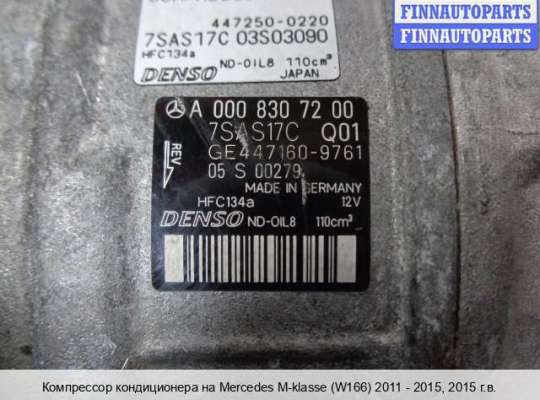 FINNAUTOPARTS
FINNAUTOPARTS
FINNAUTOPARTS
447250-0220
7SAS17C 03S03090
HFC134a
ND-OIL8 110cm³
DENSO JAPAN
A 000 830 72 00
7SAS17C Q01
GE447160-9761
REV
05 S 00279
MADE IN GERMANY
HFC134a 12V
DENSO ND-OIL8 110cm³
Компрессор кондиционера на Mercedes M-klasse (W166) 2011 - 2015, 2015 г.в.